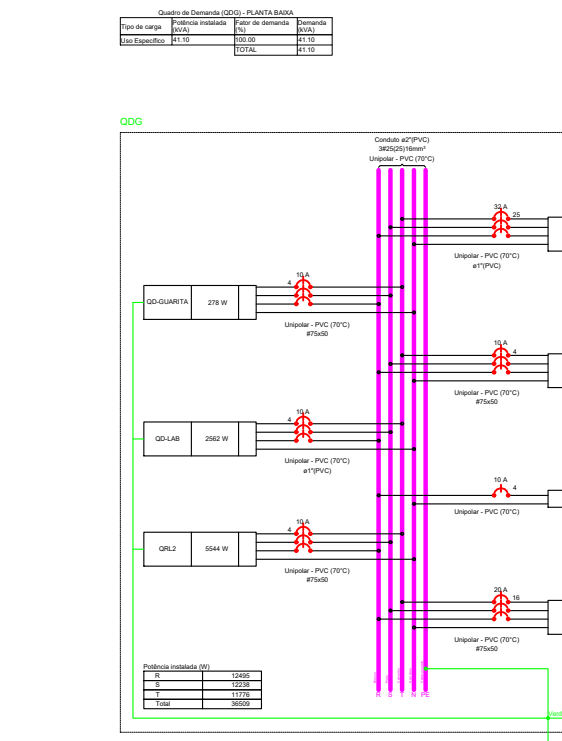 Quadro de Demanda (QDG) - PLANTA BAIXA
Tipo de carga Potência instalada (kVA) Fator de demanda (%) Demanda (kVA)
Uso Específico 41.10 100.00 41.10
TOTAL 41.10
QDG
Conduto ø2"(PVC)
3#25(25)16mm²
Unipolar - PVC (70°C)
32 A
25
Unipolar - PVC (70°C)
ø1"(PVC)
QD-GUARITA 278 W
10 A
4
Unipolar - PVC (70°C)
#75x50
10 A
4
Unipolar - PVC (70°C)
#75x50
QD-LAB 2562 W
10 A
4
Unipolar - PVC (70°C)
ø1"(PVC)
10 A
4
Unipolar - PVC (70°C)
QRL2 5544 W
10 A
4
Unipolar - PVC (70°C)
#75x50
20 A
16
Unipolar - PVC (70°C)
#75x50
Potência instalada (W)
R 12495
S 12238
T 11776
Total 36509
R S T N PE